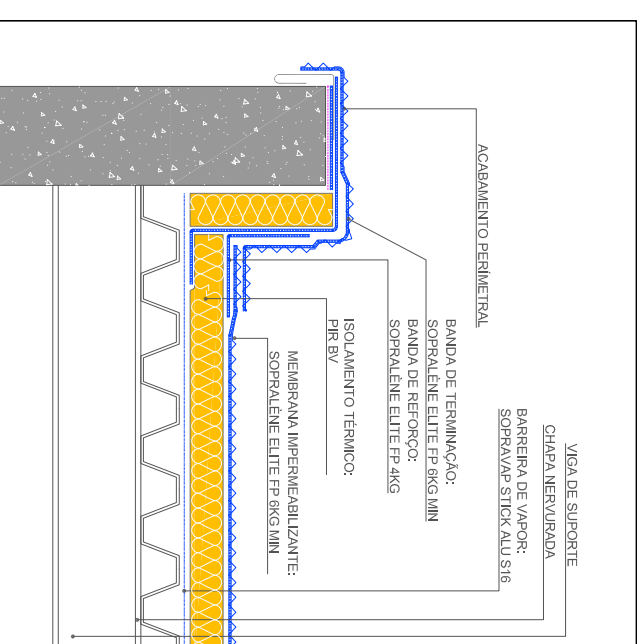 ACABAMENTO PERÍMETRAL
BANDA DE TERMINAÇÃO:
SOPRALÈNE ELITE FP 6KG MIN
BANDA DE REFORÇO:
SOPRALÈNE ELITE FP 4KG
ISOLAMENTO TÉRMICO:
PIR BV
MEMBRANA IMPERMEABILIZANTE:
SOPRALÈNE ELITE FP 6KG MIN
VIGA DE SUPORTE
CHAPA NERVURADA
BARREIRA DE VAPOR:
SOPRAVAP STICK ALU S16